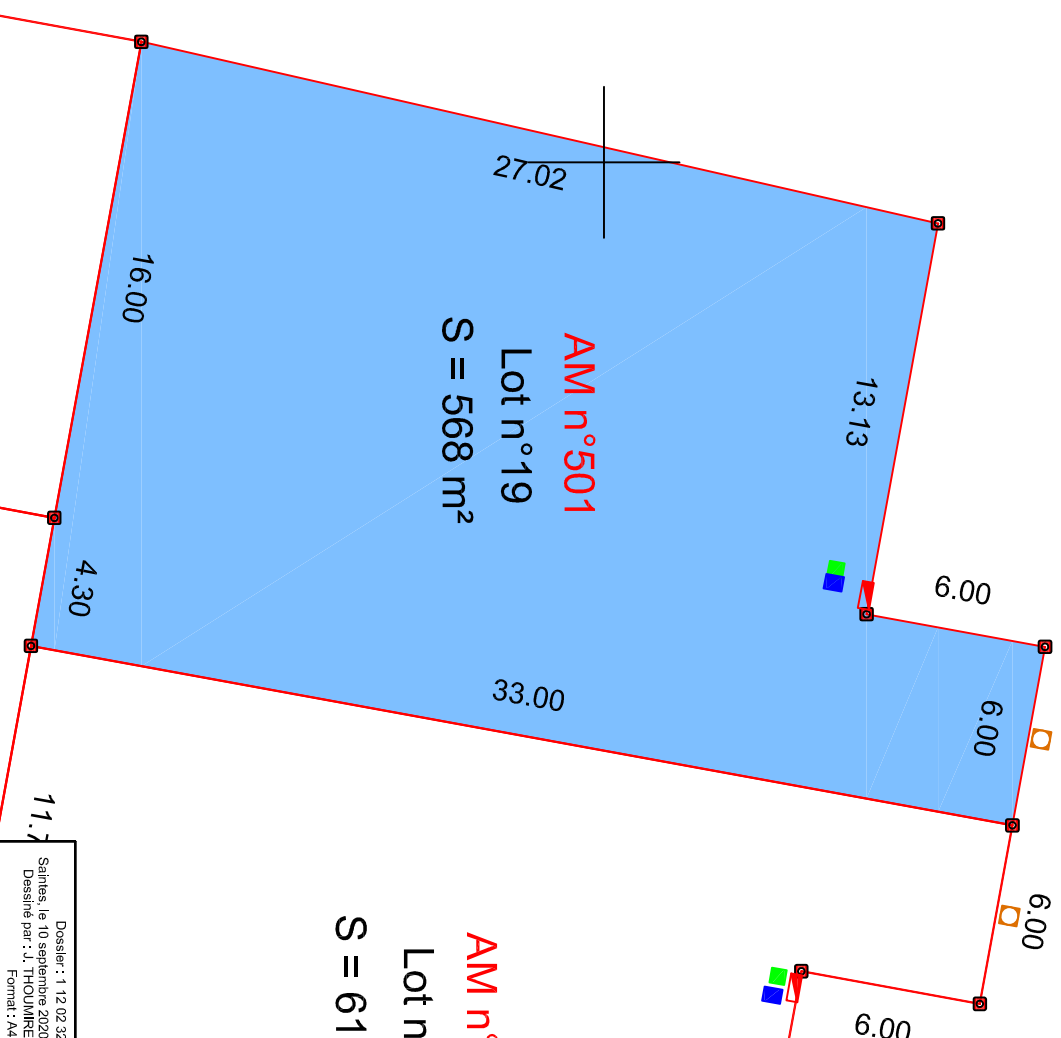 27.02
16.00
13.13
AM n°501
Lot n°19
S = 568 m²
4.30
6.00
33.00
6.00
6.00
6.00
AM n°
Lot n
S = 61
Dossier : 1 12 02 32
Saintes, le 10 septembre 2020
Dessiné par : J. THOUMIRE
Format : A4